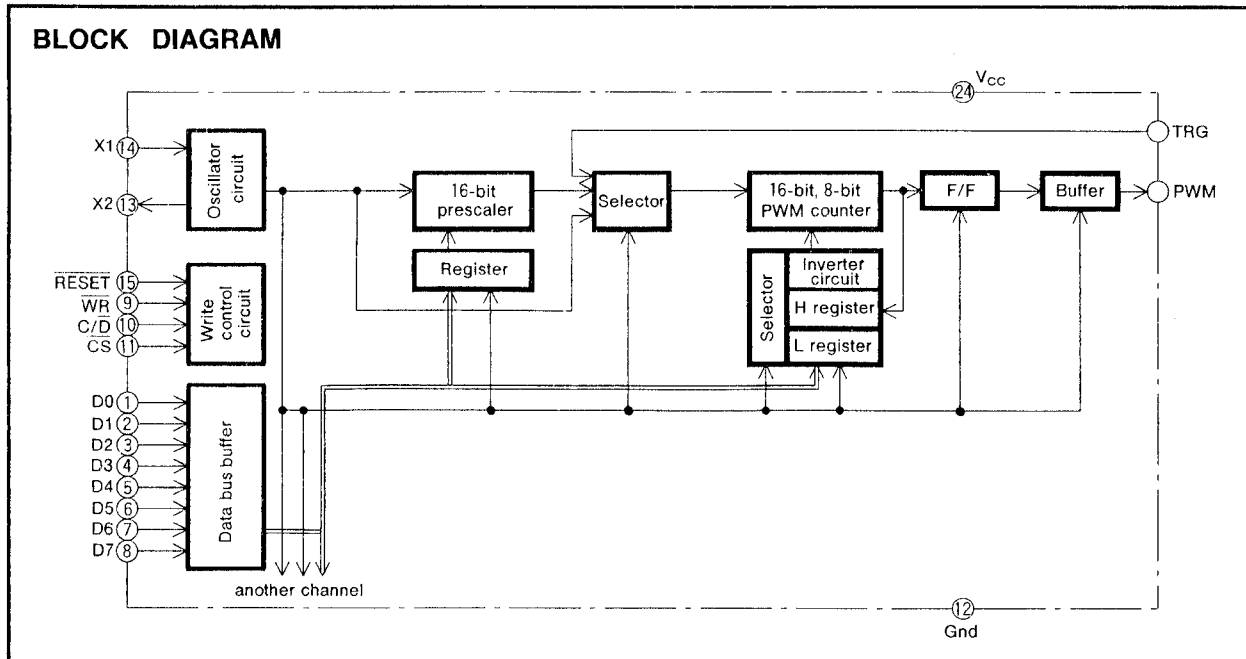 BLOCK DIAGRAM
VCC
24
X1 14
X2 13
Oscillator
circuit
16-bit
prescaler
Selector
16-bit, 8-bit
PWM counter
F/F
Buffer
TRG
PWM
Register
Selector
Inverter
circuit
H register
L register
RESET 15
WR 9
C/D 10
CS 11
Write
control
circuit
D0 1
D1 2
D2 3
D3 4
D4 5
D5 6
D6 7
D7 8
Data bus buffer
another channel
12
Gnd